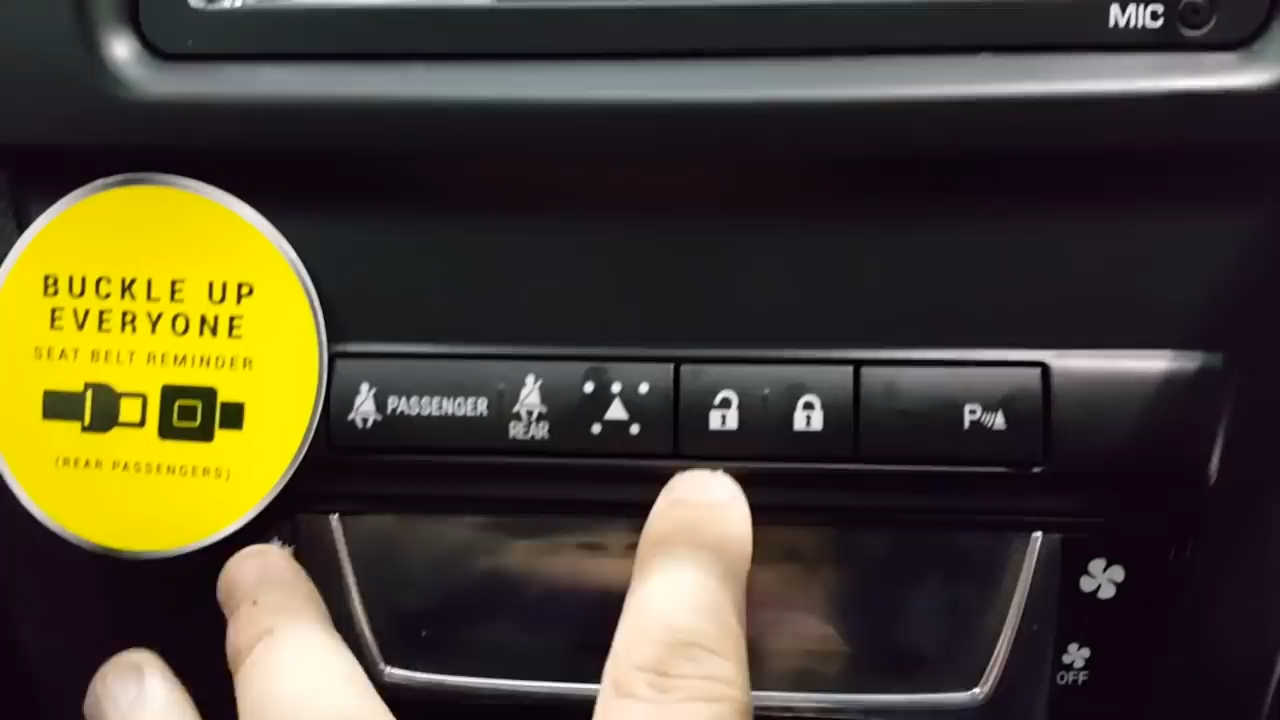 MIC
BUCKLE UP
EVERYONE
SEAT BELT REMINDER
(REAR PASSENGERS)
PASSENGER
REAR
P
OFF